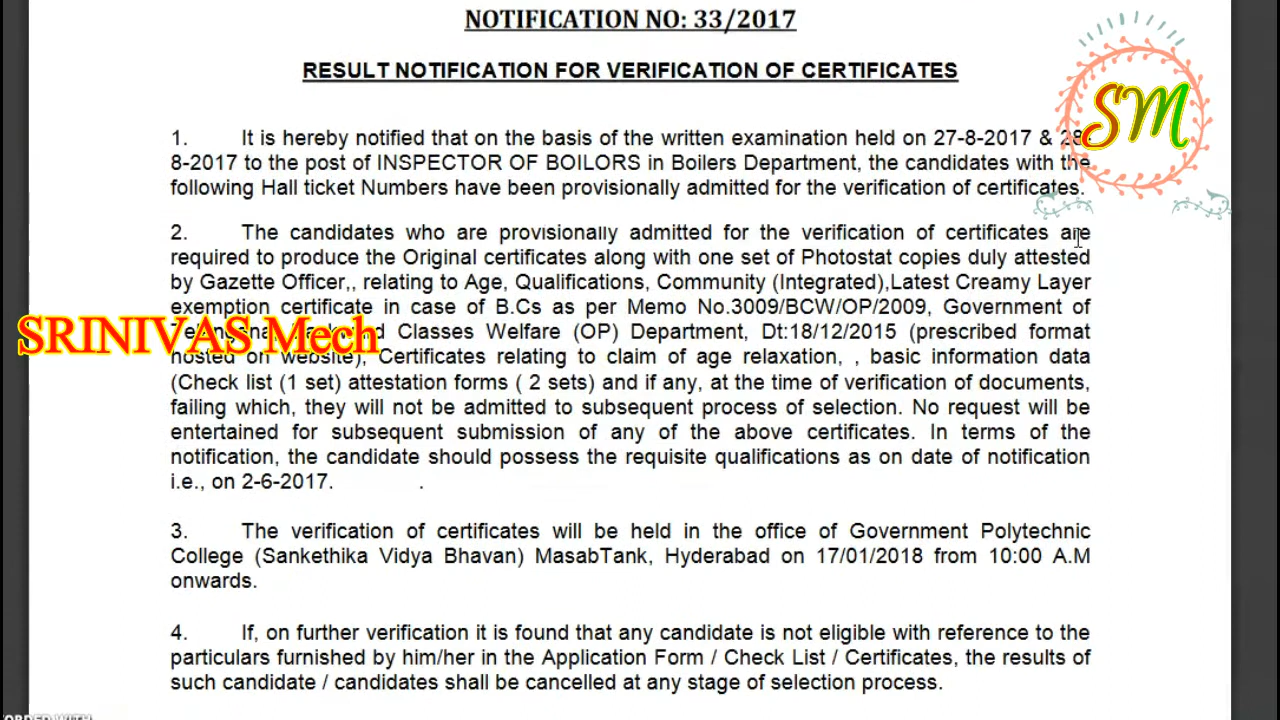 NOTIFICATION NO: 33/2017
RESULT NOTIFICATION FOR VERIFICATION OF CERTIFICATES
SM
1. It is hereby notified that on the basis of the written examination held on 27-8-2017 & 28-
8-2017 to the post of INSPECTOR OF BOILORS in Boilers Department, the candidates with the
following Hall ticket Numbers have been provisionally admitted for the verification of certificates.
2. The candidates who are provisionally admitted for the verification of certificates are
required to produce the Original certificates along with one set of Photostat copies duly attested
by Gazette Officer,, relating to Age, Qualifications, Community (Integrated),Latest Creamy Layer
exemption certificate in case of B.Cs as per Memo No.3009/BCW/OP/2009, Government of
Classes Welfare (OP) Department, Dt:18/12/2015 (prescribed format
SRINIVAS Mech
hosted on website), Certificates relating to claim of age relaxation, , basic information data
(Check list (1 set) attestation forms ( 2 sets) and if any, at the time of verification of documents,
failing which, they will not be admitted to subsequent process of selection. No request will be
entertained for subsequent submission of any of the above certificates. In terms of the
notification, the candidate should possess the requisite qualifications as on date of notification
i.e., on 2-6-2017. .
3. The verification of certificates will be held in the office of Government Polytechnic
College (Sankethika Vidya Bhavan) MasabTank, Hyderabad on 17/01/2018 from 10:00 A.M
onwards.
4. If, on further verification it is found that any candidate is not eligible with reference to the
particulars furnished by him/her in the Application Form / Check List / Certificates, the results of
such candidate / candidates shall be cancelled at any stage of selection process.